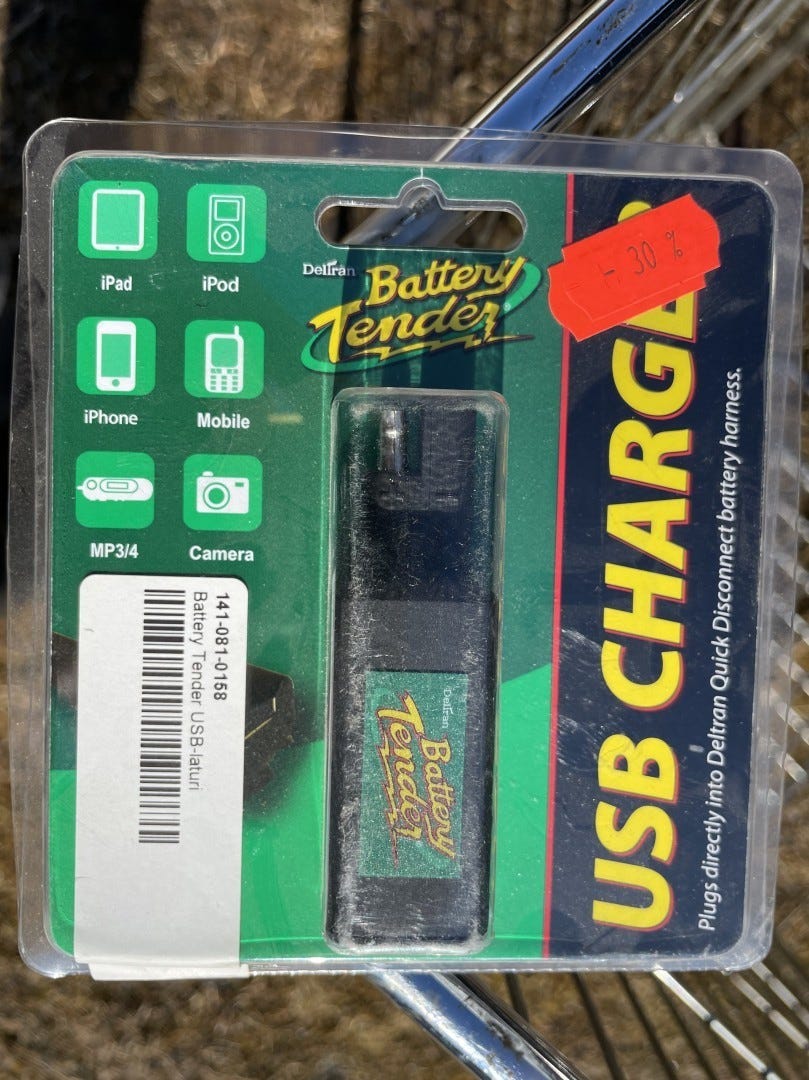 iPad
iPod
iPhone
Mobile
MP3/4
Camera
Deltran
Battery
Tender®
- 30 %
USB CHARGER
Plugs directly into Deltran Quick Disconnect battery harness.
141-081-0158
Battery Tender USB-laturi
Deltran
Battery
Tender